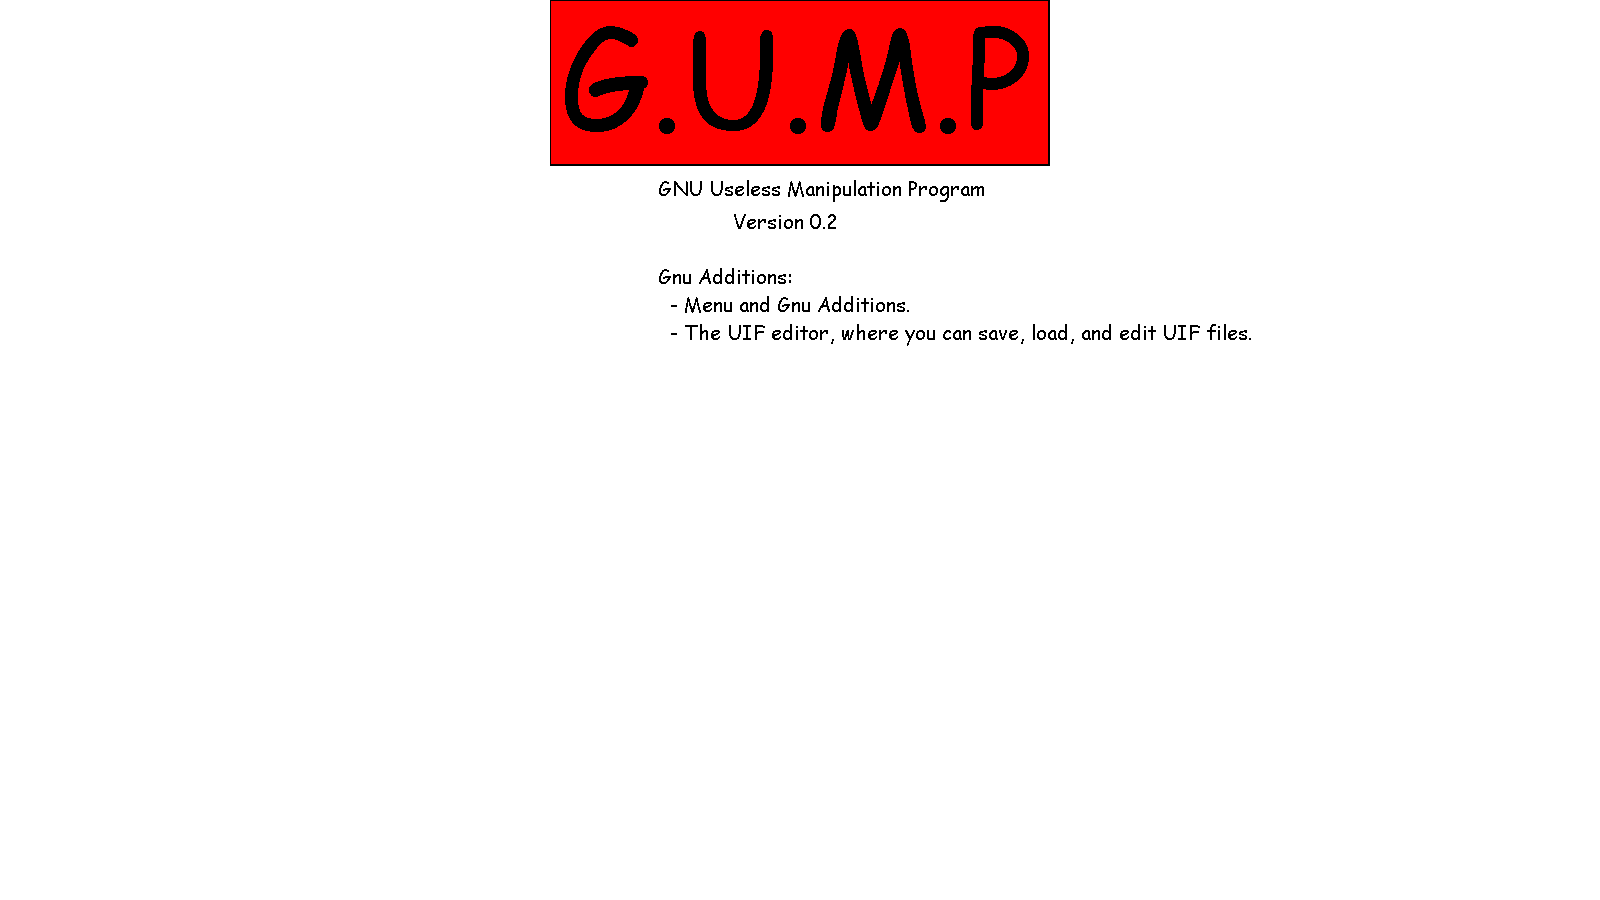 G.U.M.P
GNU Useless Manipulation Program
Version 0.2
Gnu Additions:
- Menu and Gnu Additions.
- The UIF editor, where you can save, load, and edit UIF files.